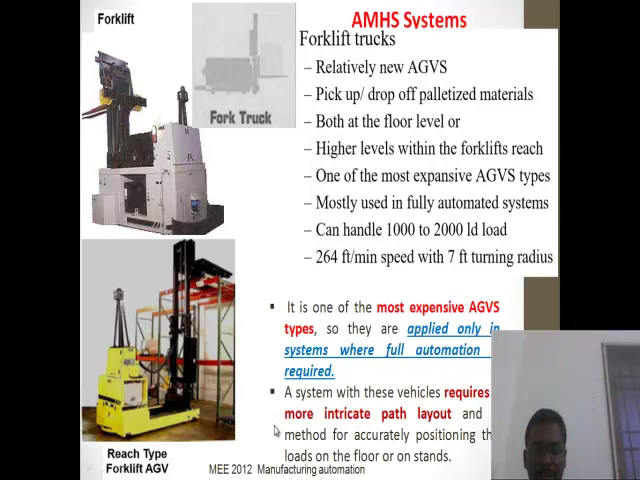 Forklift
AMHS Systems
Fork Truck
Forklift trucks
– Relatively new AGVS
– Pick up/ drop off palletized materials
– Both at the floor level or
– Higher levels within the forklifts reach
– One of the most expansive AGVS types
– Mostly used in fully automated systems
– Can handle 1000 to 2000 ld load
– 264 ft/min speed with 7 ft turning radius
▪ It is one of the most expensive AGVS
types, so they are applied only in
systems where full automation
required.
▪ A system with these vehicles requires
more intricate path layout and
method for accurately positioning
loads on the floor or on stands.
Reach Type
Forklift AGV
MEE 2012 Manufacturing automation